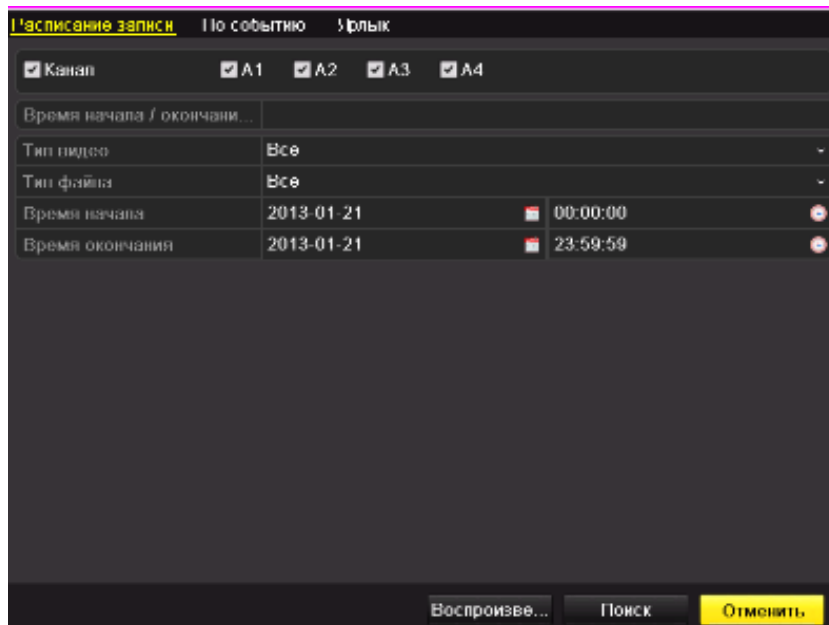 Расписание записи По событию Ярлык
Канал A1 A2 A3 A4
Время начала / окончани...
Тип видео Все
Тип файла Все
Время начала 2013-01-21 00:00:00
Время окончания 2013-01-21 23:59:59
Воспроизве... Поиск Отменить